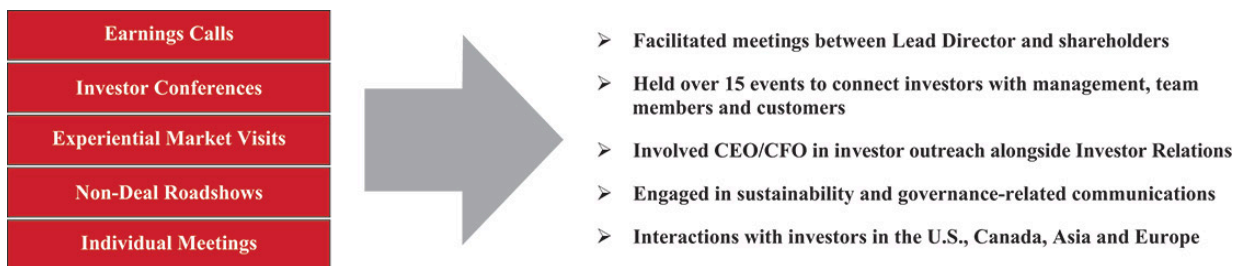 Earnings Calls
Investor Conferences
Experiential Market Visits
Non-Deal Roadshows
Individual Meetings
➢ Facilitated meetings between Lead Director and shareholders
➢ Held over 15 events to connect investors with management, team
members and customers
➢ Involved CEO/CFO in investor outreach alongside Investor Relations
➢ Engaged in sustainability and governance-related communications
➢ Interactions with investors in the U.S., Canada, Asia and Europe